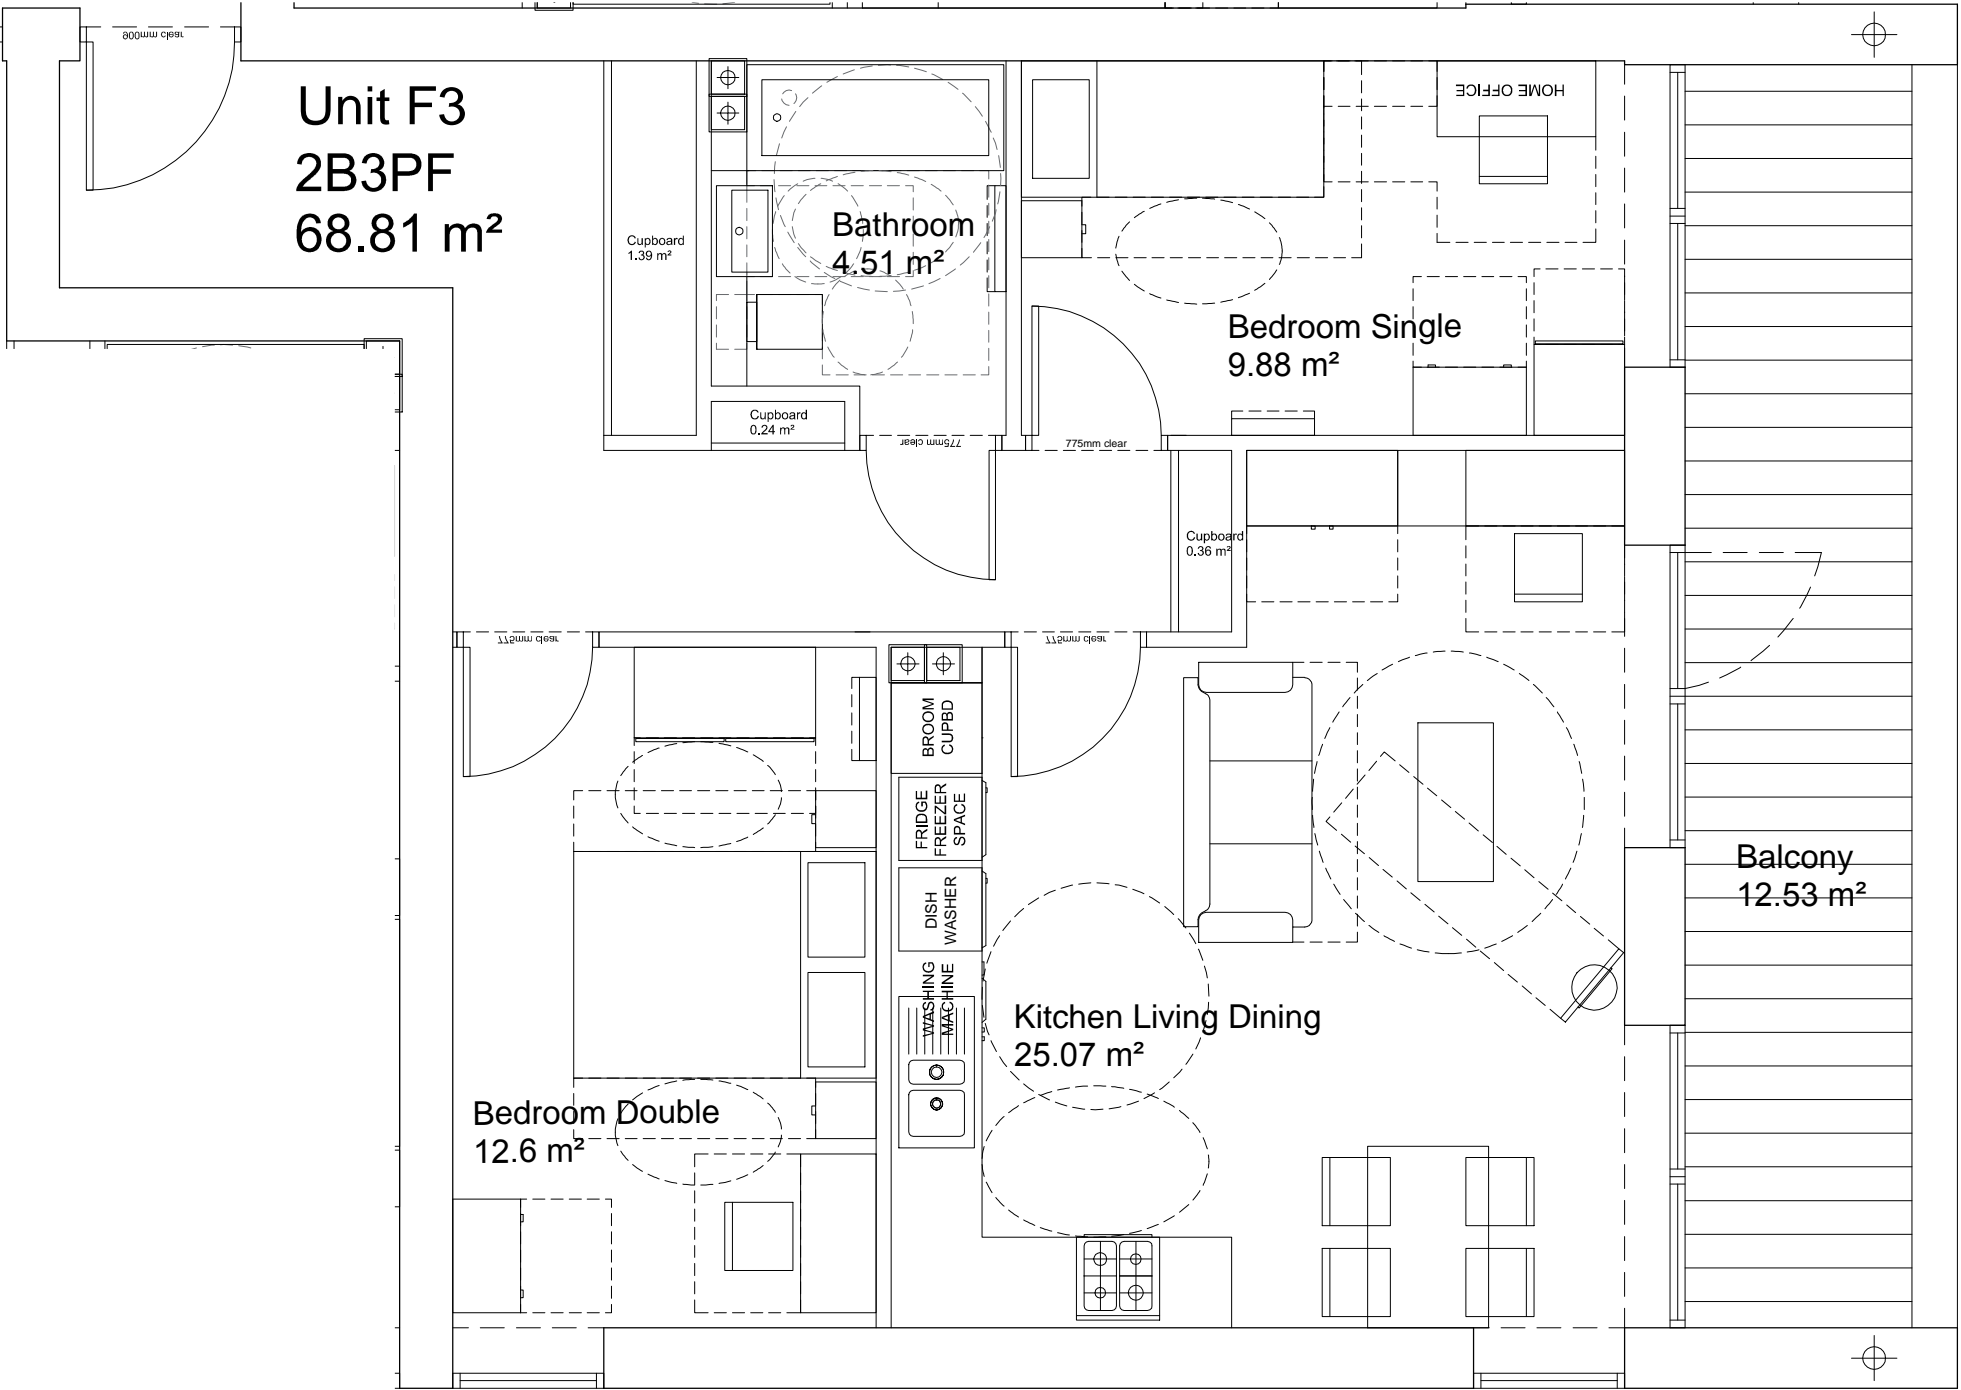 900mm clear
Unit F3
2B3PF
68.81 m²
HOME OFFICE
Cupboard
1.39 m²
Bathroom
4.51 m²
Bedroom Single
9.88 m²
Cupboard
0.24 m²
775mm clear
775mm clear
Cupboard
0.36 m²
775mm clear
775mm clear
BROOM
CUPBD
FRIDGE
FREEZER
SPACE
DISH
WASHER
WASHING
MACHINE
Balcony
12.53 m²
Kitchen Living Dining
25.07 m²
Bedroom Double
12.6 m²